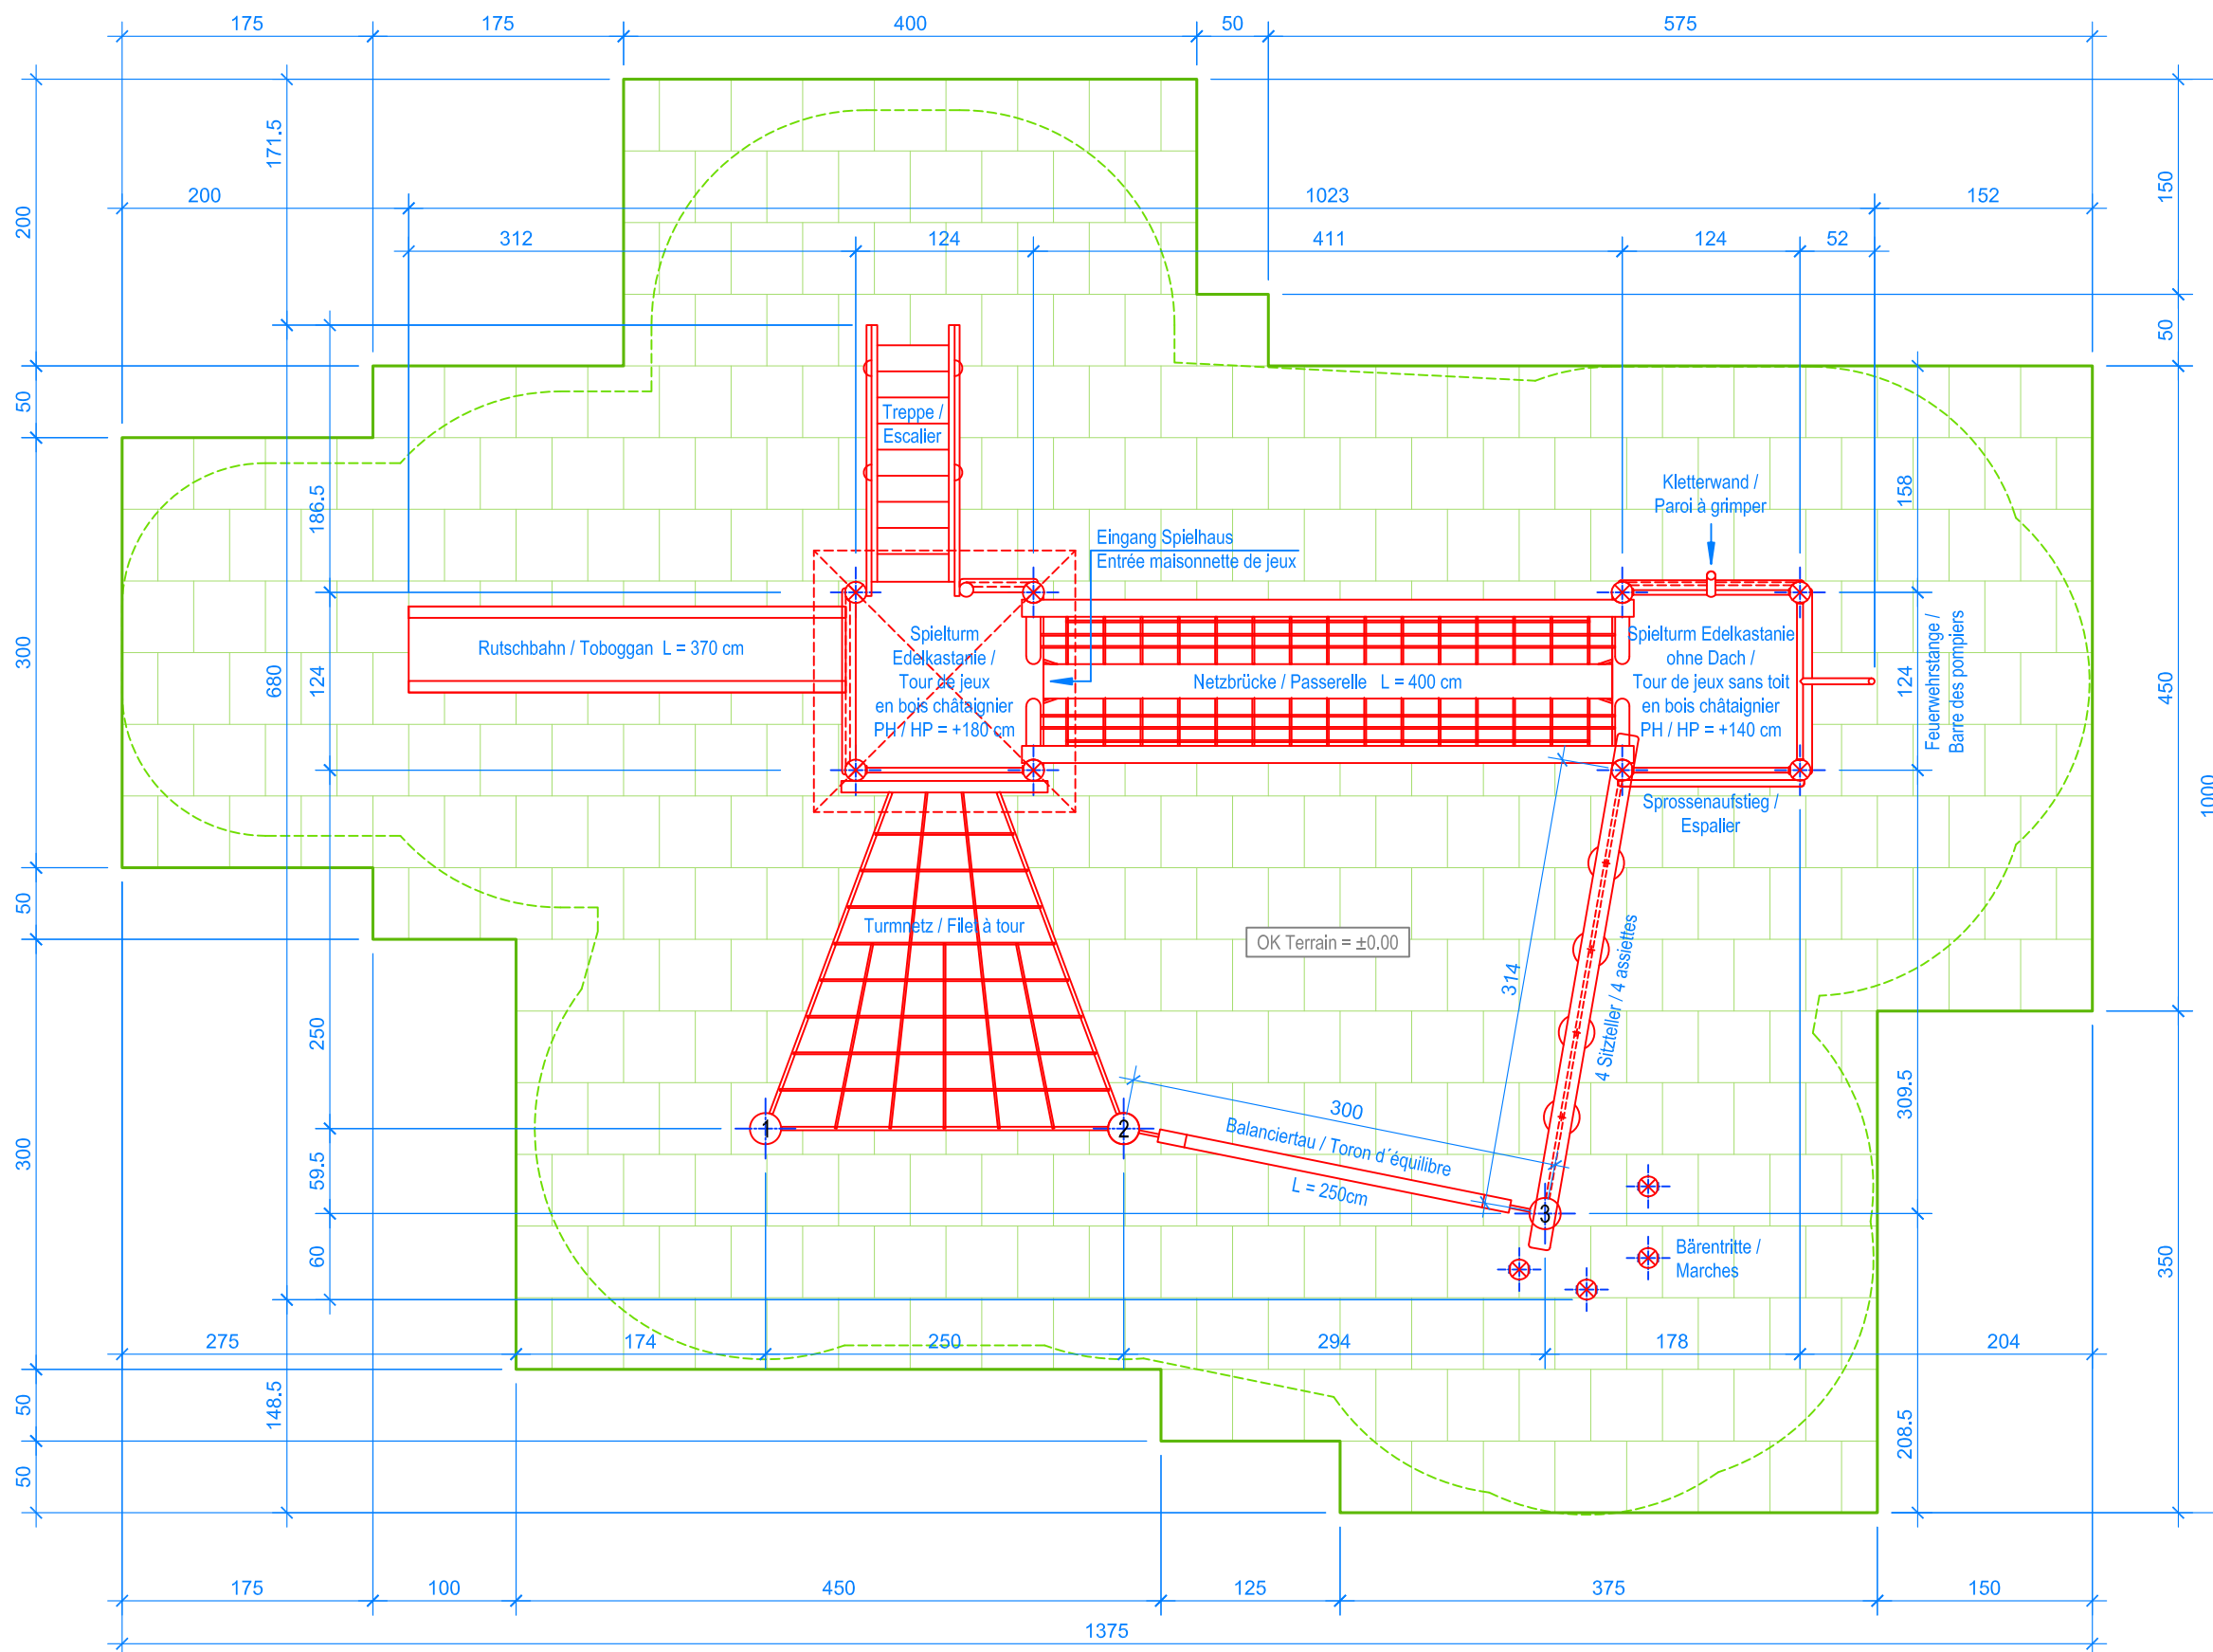 175
175
400
50
575
171.5
200
150
200
1023
152
312
124
411
124
52
50
50
Treppe /
Escalier
186.5
158
Kletterwand /
Paroi à grimper
Eingang Spielhaus
Entrée maisonnette de jeux
300
680
124
Rutschbahn / Toboggan L = 370 cm
Spielturm
Edelkastanie /
Tour de jeux
en bois châtaignier
PH / HP = +180 cm
Netzbrücke / Passerelle L = 400 cm
Spielturm Edelkastanie
ohne Dach /
Tour de jeux sans toit
en bois châtaignier
PH / HP = +140 cm
124
Feuerwehrstange /
Barre des pompiers
450
1000
Sprossenaufstieg /
Espalier
50
Turmnetz / Filet à tour
OK Terrain = ±0.00
314
4 Sitzteller / 4 assiettes
250
309.5
300
300
Balanciertau / Toron d´équilibre
L = 250cm
1
2
3
59.5
60
Bärentritte /
Marches
350
275
174
250
294
178
204
50
148.5
208.5
50
175
100
450
125
375
150
1375